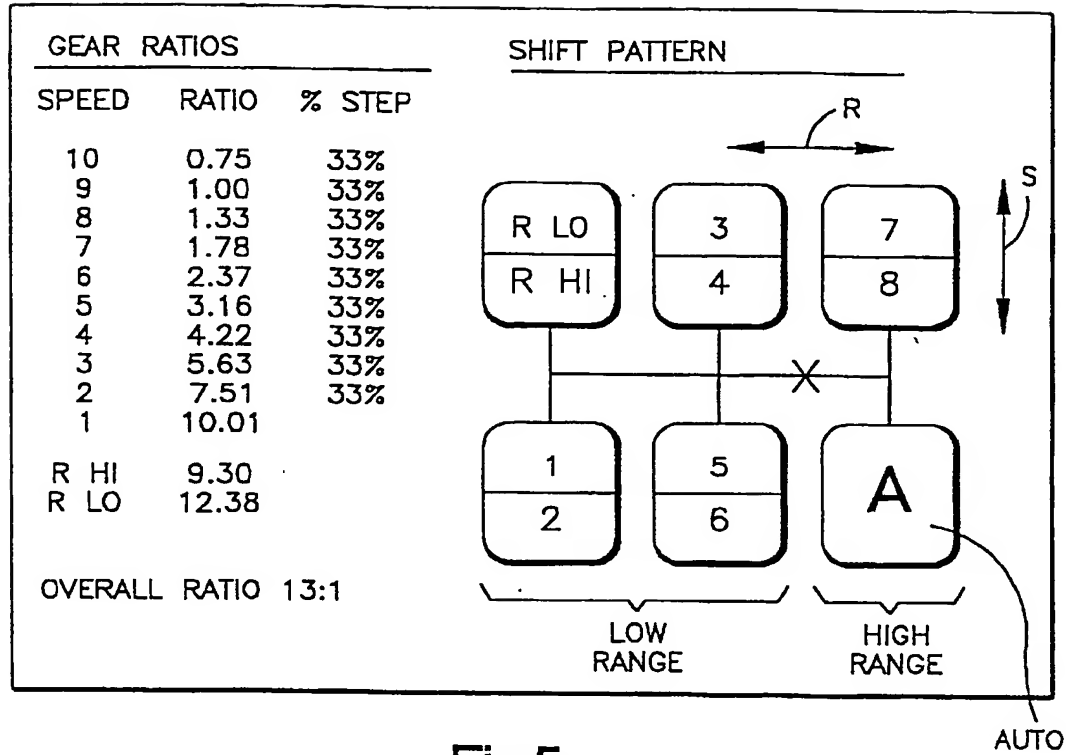 GEAR RATIOS
SPEED RATIO % STEP
10 0.75 33%
9 1.00 33%
8 1.33 33%
7 1.78 33%
6 2.37 33%
5 3.16 33%
4 4.22 33%
3 5.63 33%
2 7.51 33%
1 10.01
R HI 9.30
R LO 12.38
OVERALL RATIO 13:1
SHIFT PATTERN
R
S
R LO
R HI
3
4
7
8
1
2
5
6
A
LOW
RANGE
HIGH
RANGE
AUTO